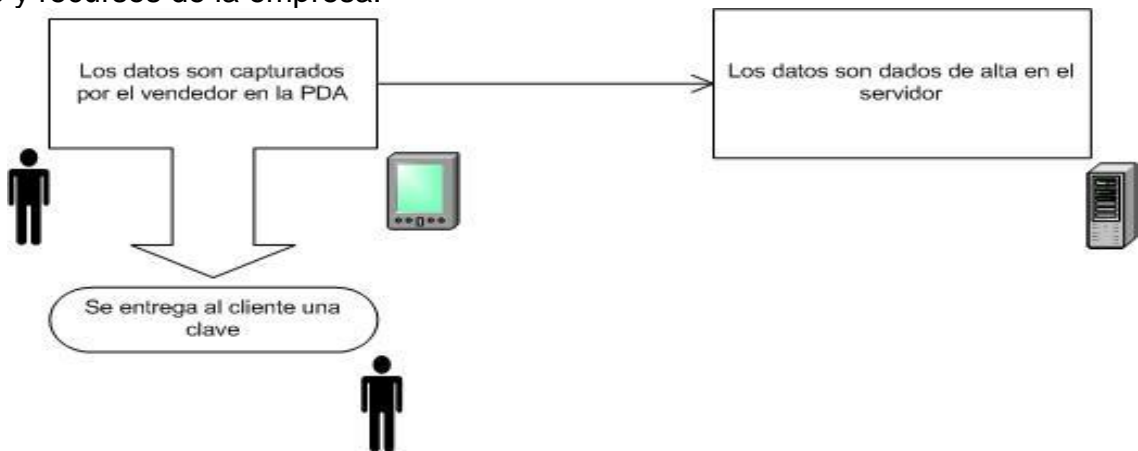 y recursos de la empresa.
Los datos son capturados
por el vendedor en la PDA
Los datos son dados de alta en el
servidor
Se entrega al cliente una
clave